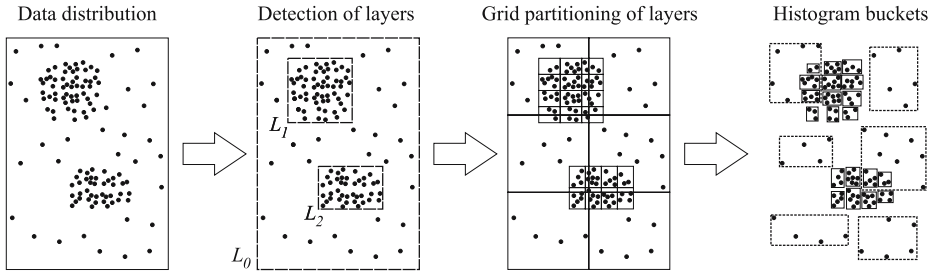 Data distribution
Detection of layers
Grid partitioning of layers
Histogram buckets
L1
L2
L0